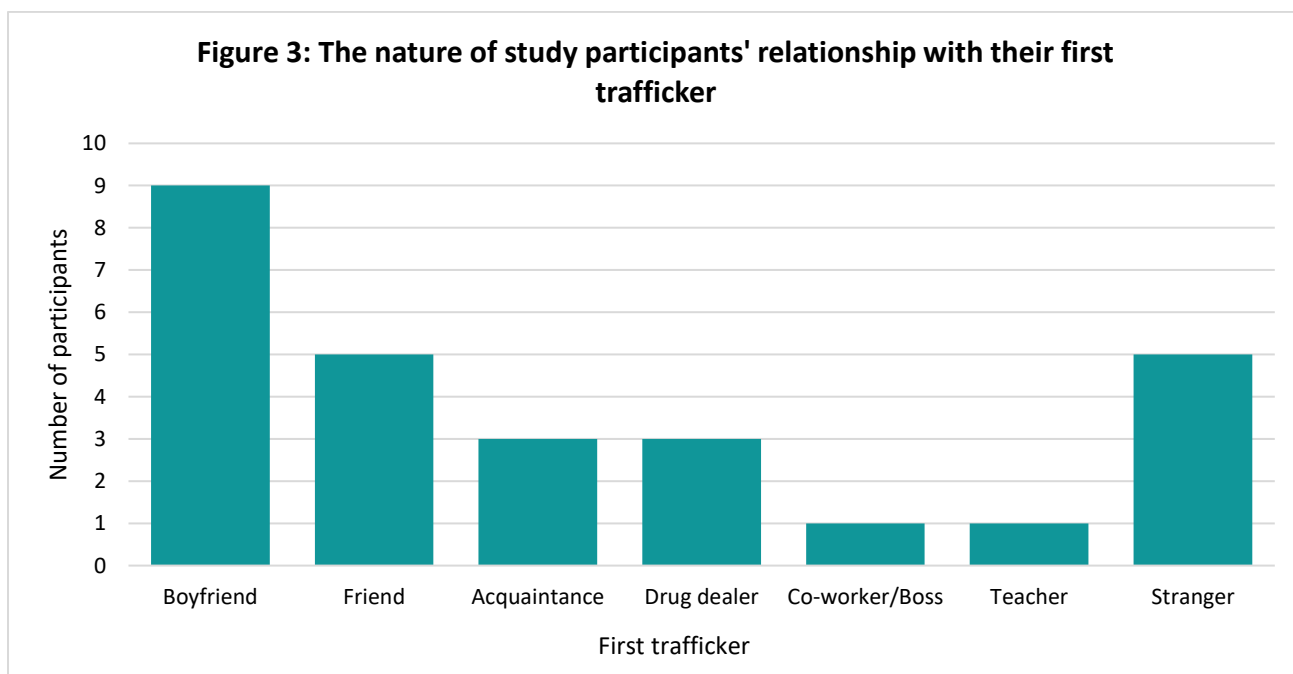 Figure 3: The nature of study participants' relationship with their first
trafficker
Number of participants
10
9
8
7
6
5
4
3
2
1
0
Boyfriend Friend Acquaintance Drug dealer Co-worker/Boss Teacher Stranger
First trafficker